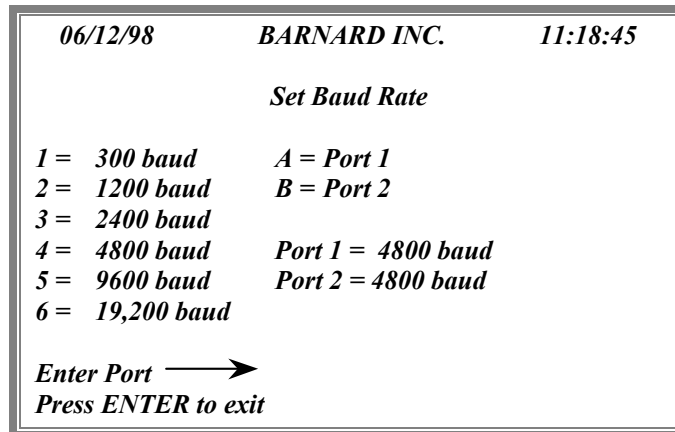 06/12/98 BARNARD INC. 11:18:45
Set Baud Rate
1 = 300 baud A = Port 1
2 = 1200 baud B = Port 2
3 = 2400 baud
4 = 4800 baud Port 1 = 4800 baud
5 = 9600 baud Port 2 = 4800 baud
6 = 19,200 baud
Enter Port
Press ENTER to exit